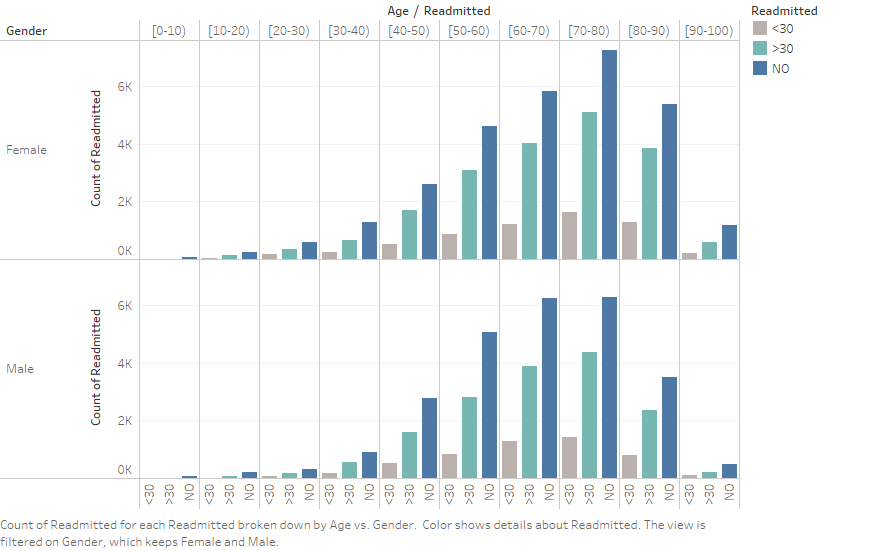 Age / Readmitted
Readmitted
Gender
[0-10) [10-20) [20-30) [30-40) [40-50) [50-60) [60-70) [70-80) [80-90) [90-100)
<30
>30
NO
Female
Count of Readmitted
6K
4K
2K
0K
Male
Count of Readmitted
6K
4K
2K
0K
<30 >30 NO <30 >30 NO <30 >30 NO <30 >30 NO <30 >30 NO <30 >30 NO <30 >30 NO <30 >30 NO <30 >30 NO <30 >30 NO
Count of Readmitted for each Readmitted broken down by Age vs. Gender. Color shows details about Readmitted. The view is
filtered on Gender, which keeps Female and Male.